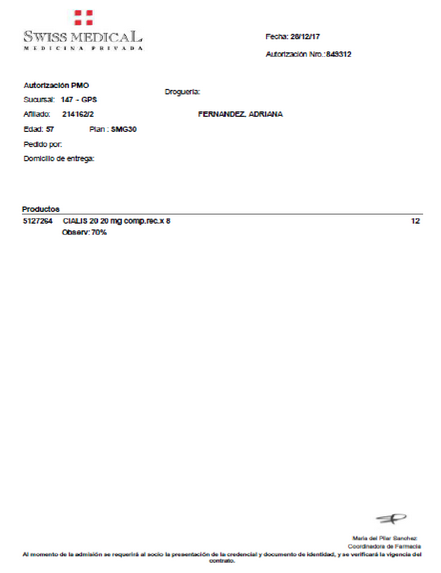 SWISS MEDICAL
MEDICINA PRIVADA
Fecha: 28/12/17
Autorización Nro.: 843312
Autorización PMO
Droguería:
Sucursal: 147 - GPS
Afiliado: 214162/2 FERNANDEZ, ADRIANA
Edad: 57 Plan : SMG30
Pedido por:
Domicilio de entrega:
Productos
5127264 CIALIS 20 20 mg comp.rec.x 8 12
Observ: 70%
Maria del Pilar Sanchez
Coordinadora de Farmacia
Al momento de la admisión se requerirá al socio la presentación de la credencial y documento de identidad, y se verificará la vigencia del
contrato.